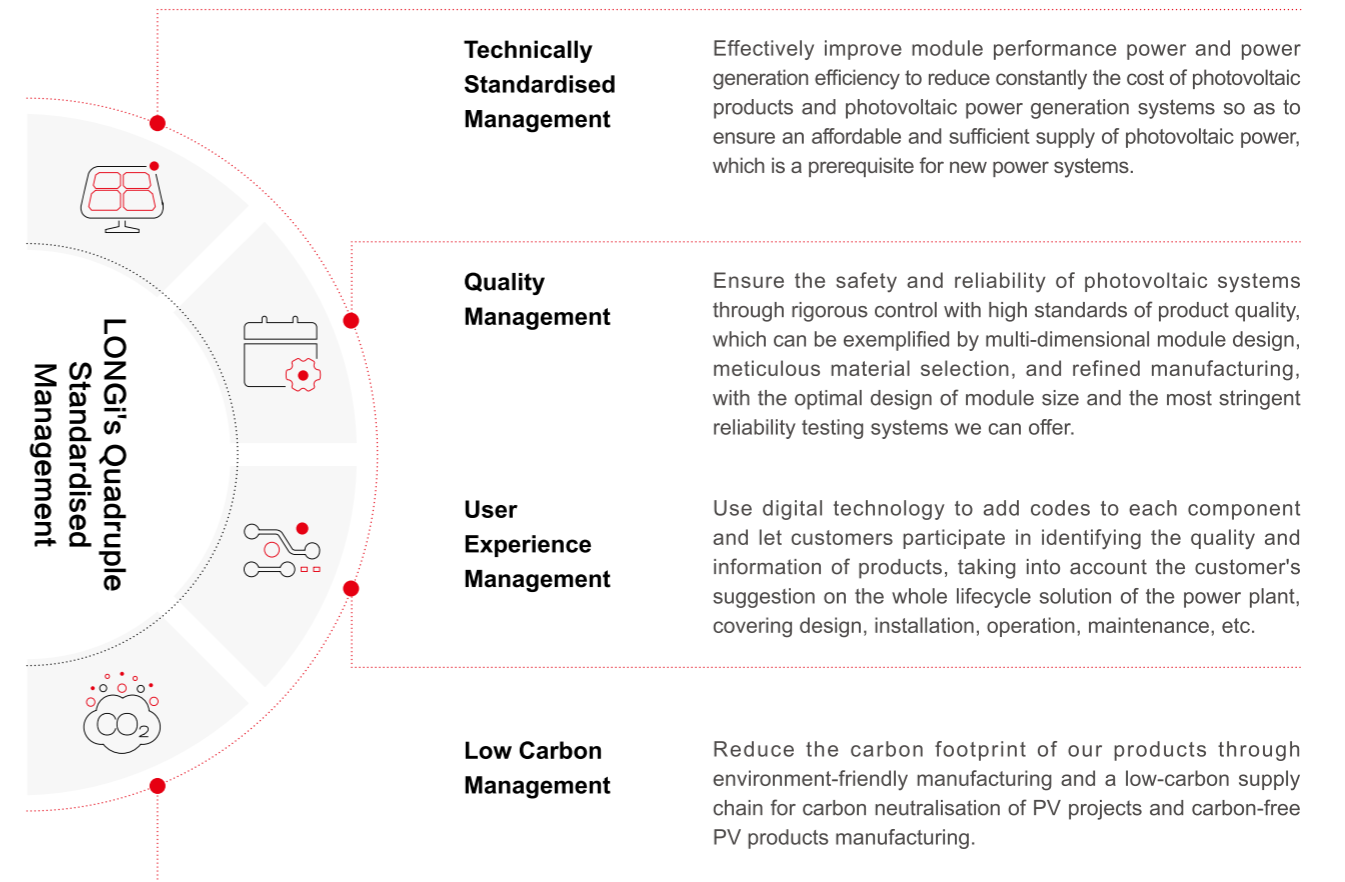 LONGi's Quadruple
Standardised
Management
Technically
Standardised
Management
Effectively improve module performance power and power
generation efficiency to reduce constantly the cost of photovoltaic
products and photovoltaic power generation systems so as to
ensure an affordable and sufficient supply of photovoltaic power,
which is a prerequisite for new power systems.
Quality
Management
Ensure the safety and reliability of photovoltaic systems
through rigorous control with high standards of product quality,
which can be exemplified by multi-dimensional module design,
meticulous material selection, and refined manufacturing,
with the optimal design of module size and the most stringent
reliability testing systems we can offer.
User
Experience
Management
Use digital technology to add codes to each component
and let customers participate in identifying the quality and
information of products, taking into account the customer's
suggestion on the whole lifecycle solution of the power plant,
covering design, installation, operation, maintenance, etc.
CO2
Low Carbon
Management
Reduce the carbon footprint of our products through
environment-friendly manufacturing and a low-carbon supply
chain for carbon neutralisation of PV projects and carbon-free
PV products manufacturing.